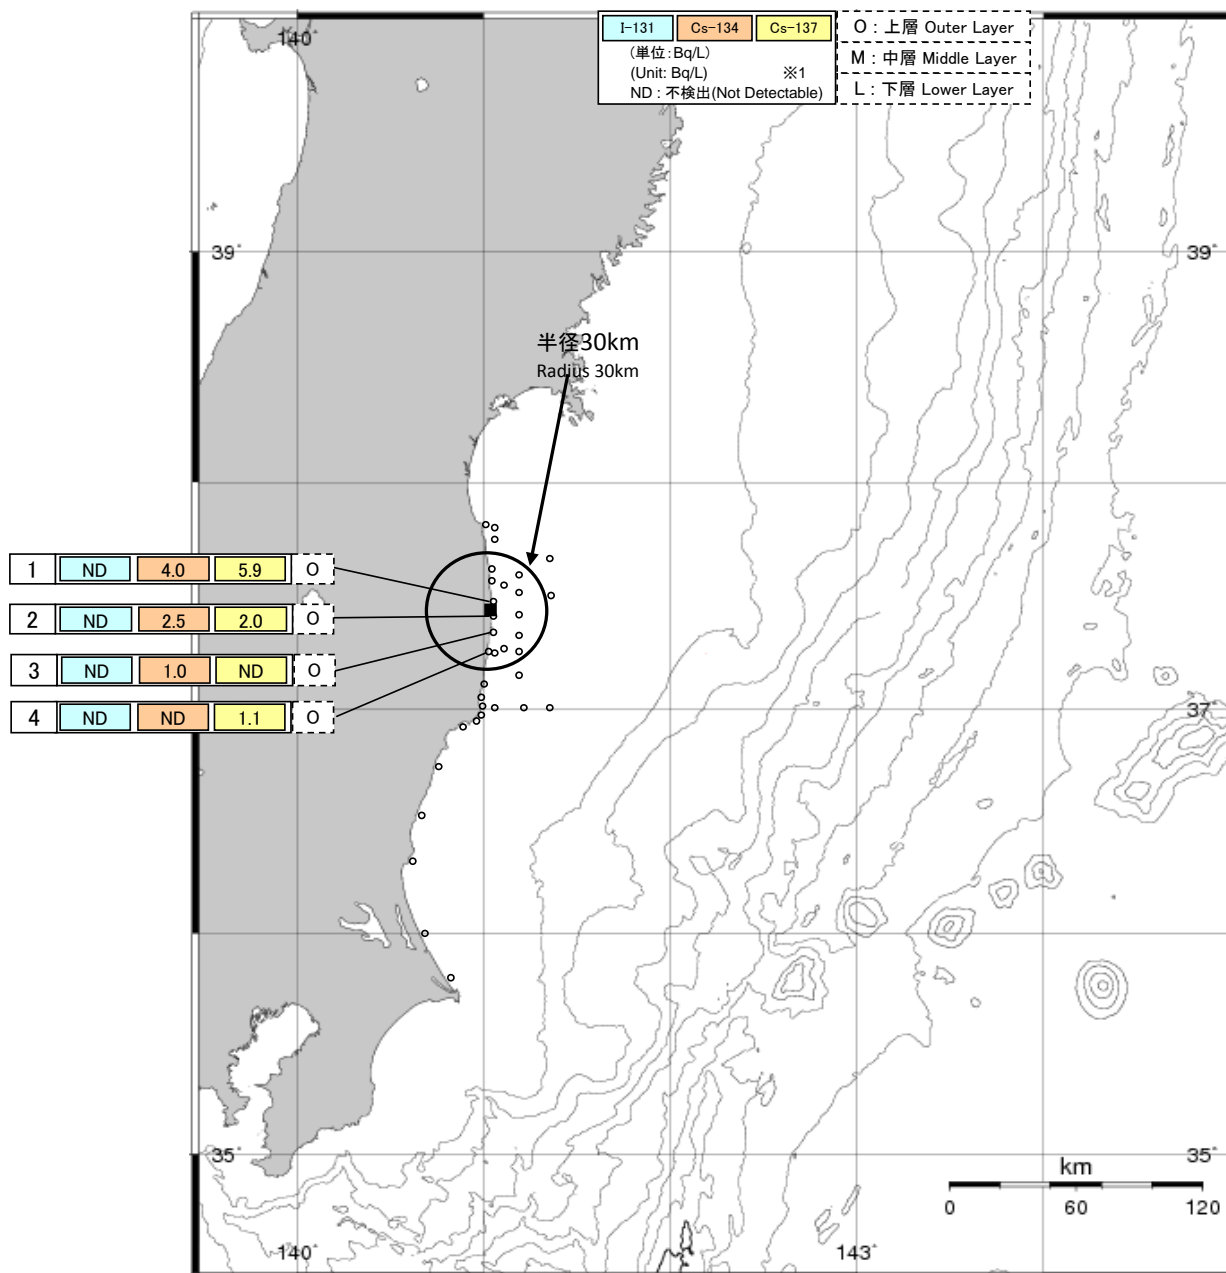 140°
I-131 Cs-134 Cs-137
(単位:Bq/L)
(Unit: Bq/L) ※1
ND : 不検出(Not Detectable)
O : 上層 Outer Layer
M : 中層 Middle Layer
L : 下層 Lower Layer
39° 39°
半径30km
Radius 30km
1 ND 4.0 5.9 O
2 ND 2.5 2.0 O
3 ND 1.0 ND O
4 ND ND 1.1 O
37°
35° 35°
km
0 60 120
140° 143°